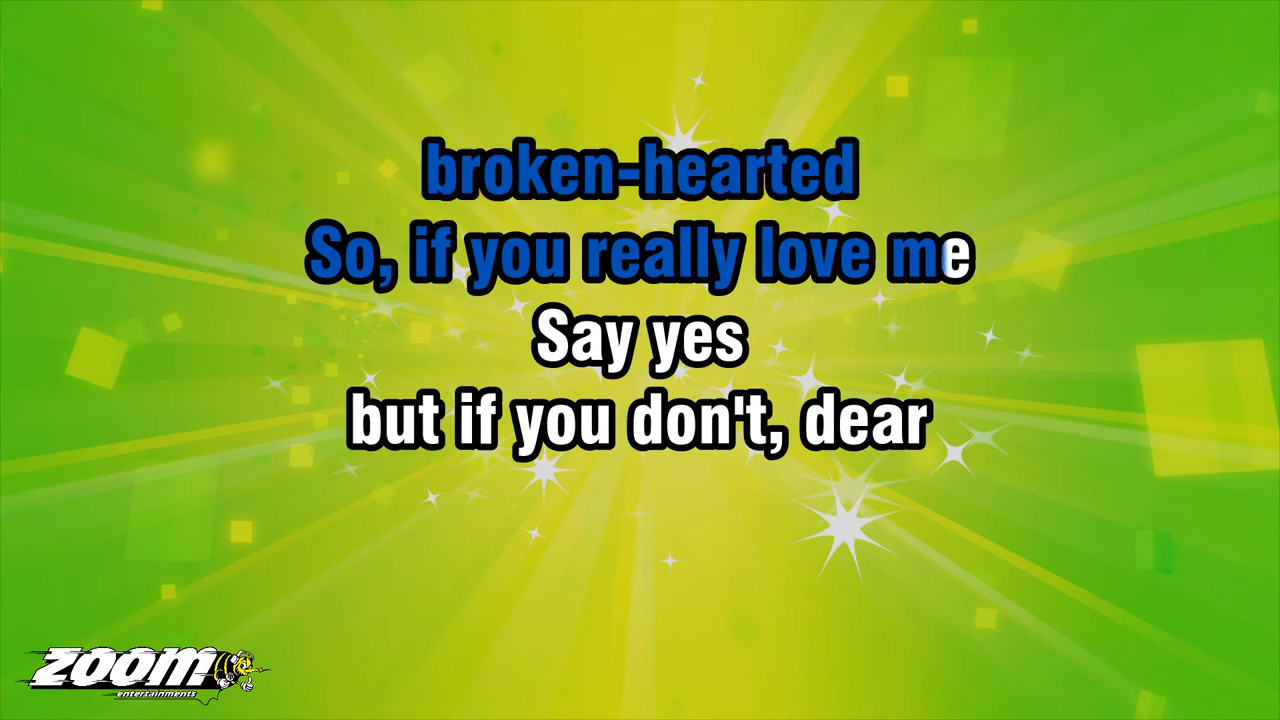 broken-hearted
So, if you really love me
Say yes
but if you don't, dear
zoom
entertainments